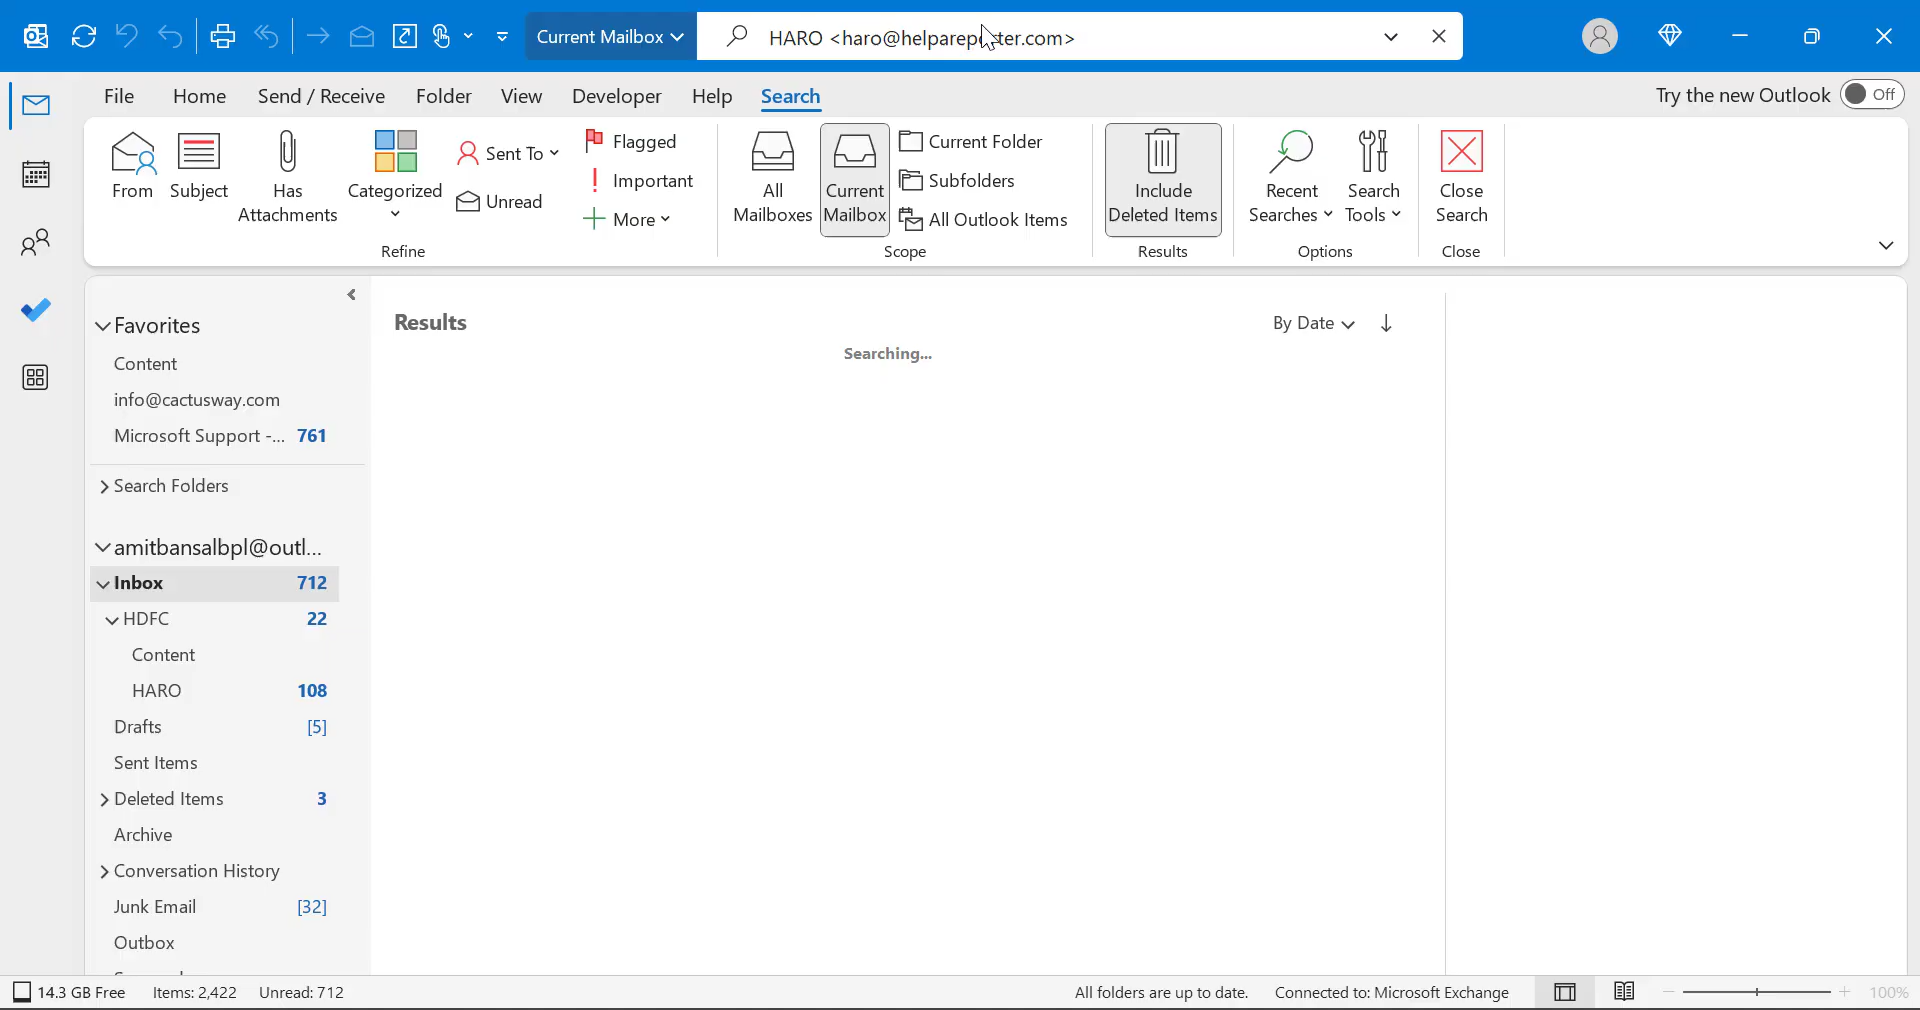 Current Mailbox
HARO <haro@helpareporter.com>
File Home Send / Receive Folder View Developer Help Search
Try the new Outlook Off
From
Subject
Has
Attachments
Categorized
Sent To
Unread
Flagged
Important
More
Refine
All
Mailboxes
Current
Mailbox
Current Folder
Subfolders
All Outlook Items
Scope
Include
Deleted Items
Results
Recent
Searches
Search
Tools
Options
Close
Search
Close
Favorites
Content
info@cactusway.com
Microsoft Support -... 761
Search Folders
amitbansalbpl@outl...
Inbox 712
HDFC 22
Content
HARO 108
Drafts [5]
Sent Items
Deleted Items 3
Archive
Conversation History
Junk Email [32]
Outbox
Results
By Date
Searching...
14.3 GB Free Items: 2,422 Unread: 712
All folders are up to date. Connected to: Microsoft Exchange
100%